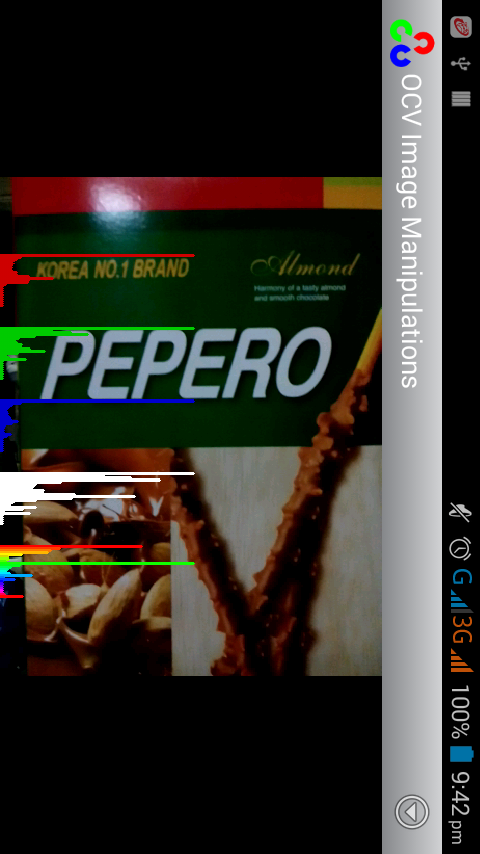 G 3G 100% 9:42 pm
OCV Image Manipulations
KOREA NO.1 BRAND
Almond
Harmony of a tasty almond
and smooth chocolate
PEPERO